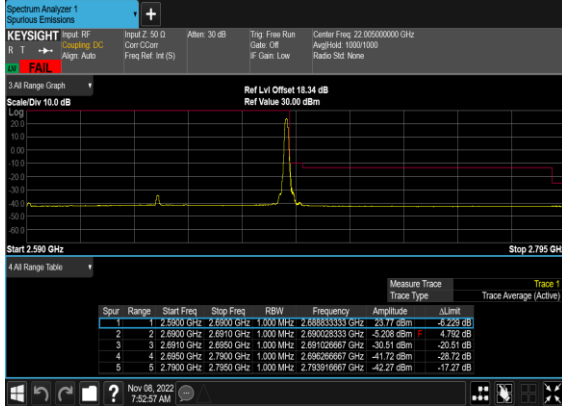 Spectrum Analyzer 1
Spurious Emissions
+
KEYSIGHT Input: RF Input Z: 50 Ω Atten: 30 dB Trig: Free Run Center Freq: 22.005000000 GHz
R T Coupling: DC Corr CCorr Gate: Off Avg|Hold: 1000/1000
Align: Auto Freq Ref: Int (S) IF Gain: Low Radio Std: None
FAIL
3 All Range Graph
Ref Lvl Offset 18.34 dB
Scale/Div 10.0 dB Ref Value 30.00 dBm
Log
20.0
10.0
0.00
-10.0
-20.0
-30.0
-40.0
-50.0
-60.0
Start 2.590 GHz Stop 2.795 GH
4 All Range Table
Measure Trace Trace 1
Trace Type Trace Average (Active)
Spur Range Start Freq Stop Freq RBW Frequency Amplitude ΔLimit
1 1 2.5900 GHz 2.6900 GHz 1.000 MHz 2.688833333 GHz 23.77 dBm -6.229 dB
2 2 2.6900 GHz 2.6910 GHz 1.000 MHz 2.690028333 GHz -5.208 dBm F 4.792 dB
3 3 2.6910 GHz 2.6950 GHz 1.000 MHz 2.691026667 GHz -30.51 dBm -20.51 dB
4 4 2.6950 GHz 2.7900 GHz 1.000 MHz 2.696266667 GHz -41.72 dBm -28.72 dB
5 5 2.7900 GHz 2.7950 GHz 1.000 MHz 2.793916667 GHz -42.27 dBm -17.27 dB
? Nov 08, 2022
7:52:57 AM